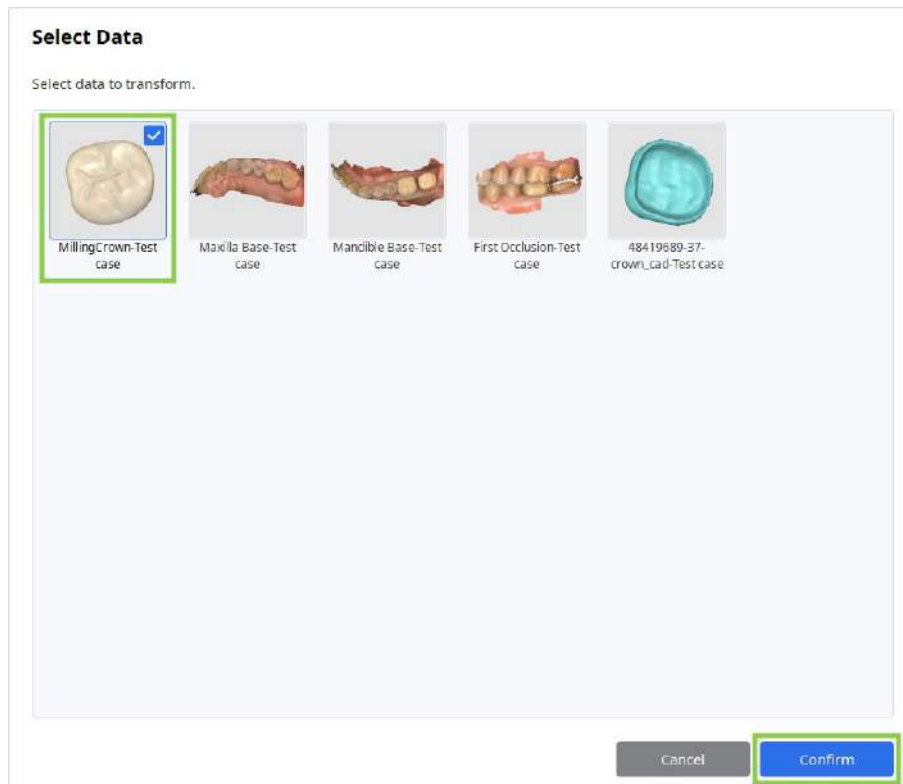 Select Data
Select data to transform.
MillingCrown-Test
case
Maxilla Base-Test
case
Mandible Base-Test
case
First Occlusion-Test
case
48419689-37-
crown_cad-Test case
Cancel
Confirm